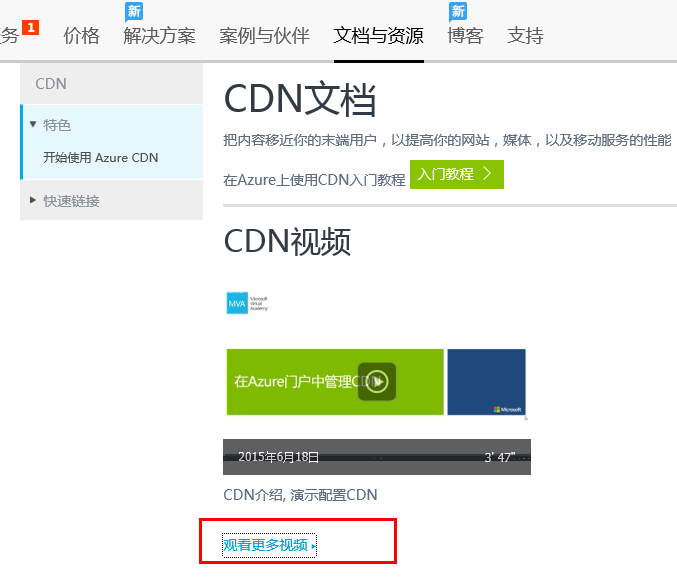 新 新
务 1 价格 解决方案 案例与伙伴 文档与资源 博客 支持
CDN
特色
开始使用 Azure CDN
快速链接
CDN文档
把内容移近你的末端用户，以提高你的网站，媒体，以及移动服务的性能
在Azure上使用CDN入门教程 入门教程
CDN视频
MVA Microsoft
Virtual
Academy
在Azure门户中管理CDN
Microsoft
2015年6月18日 3' 47"
CDN介绍, 演示配置CDN
观看更多视频